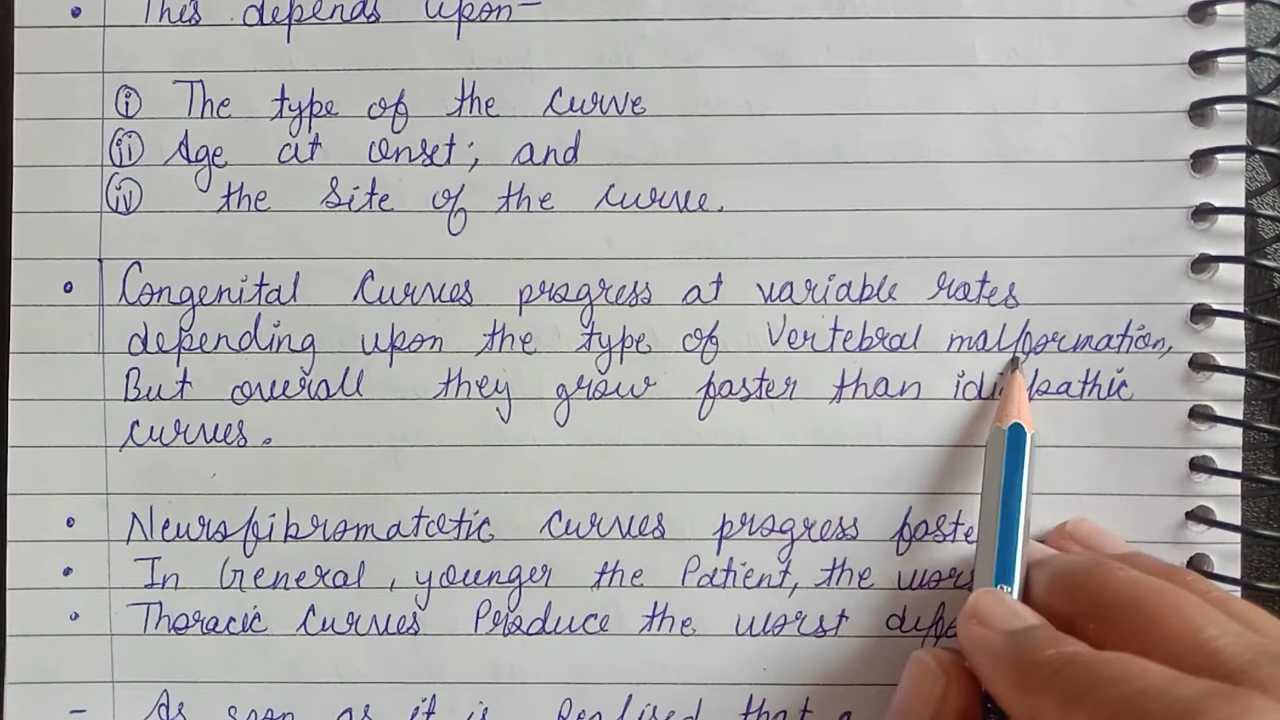 • This depends upon-
(i) The type of the curve
(ii) Age at onset; and
(iv) the site of the curve.
• Congenital curves progress at variable rates
depending upon the type of Vertebral malformation,
But overall they grow faster than idiopathic
curves.
• Neurofibromatotic curves progress faste
• In General, younger the Patient, the wors
• Thoracic Curves Produce the worst defo
- As soon as it is Realised that a